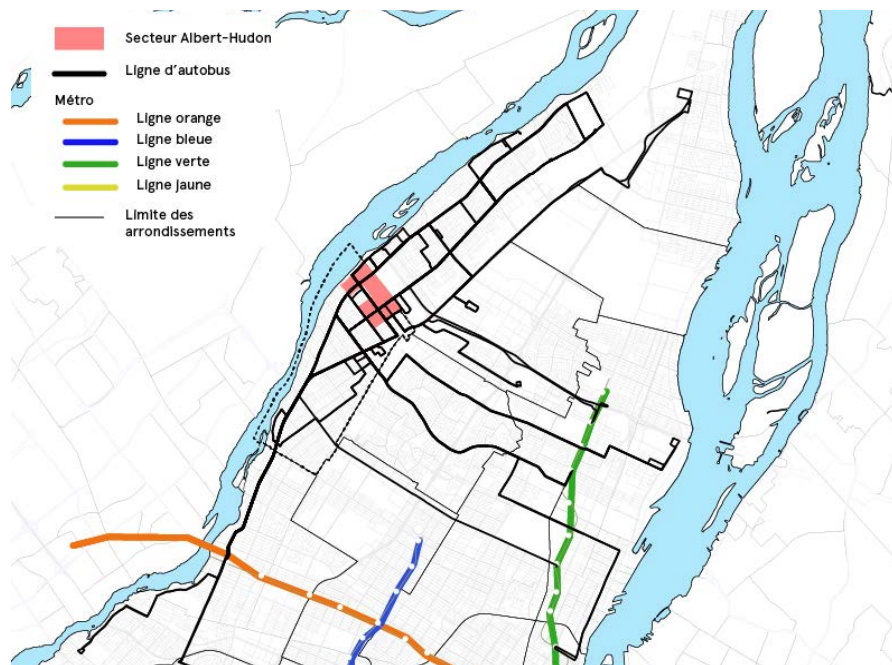 Secteur Albert-Hudon
Ligne d'autobus
Métro
Ligne orange
Ligne bleue
Ligne verte
Ligne jaune
Limite des
arrondissements